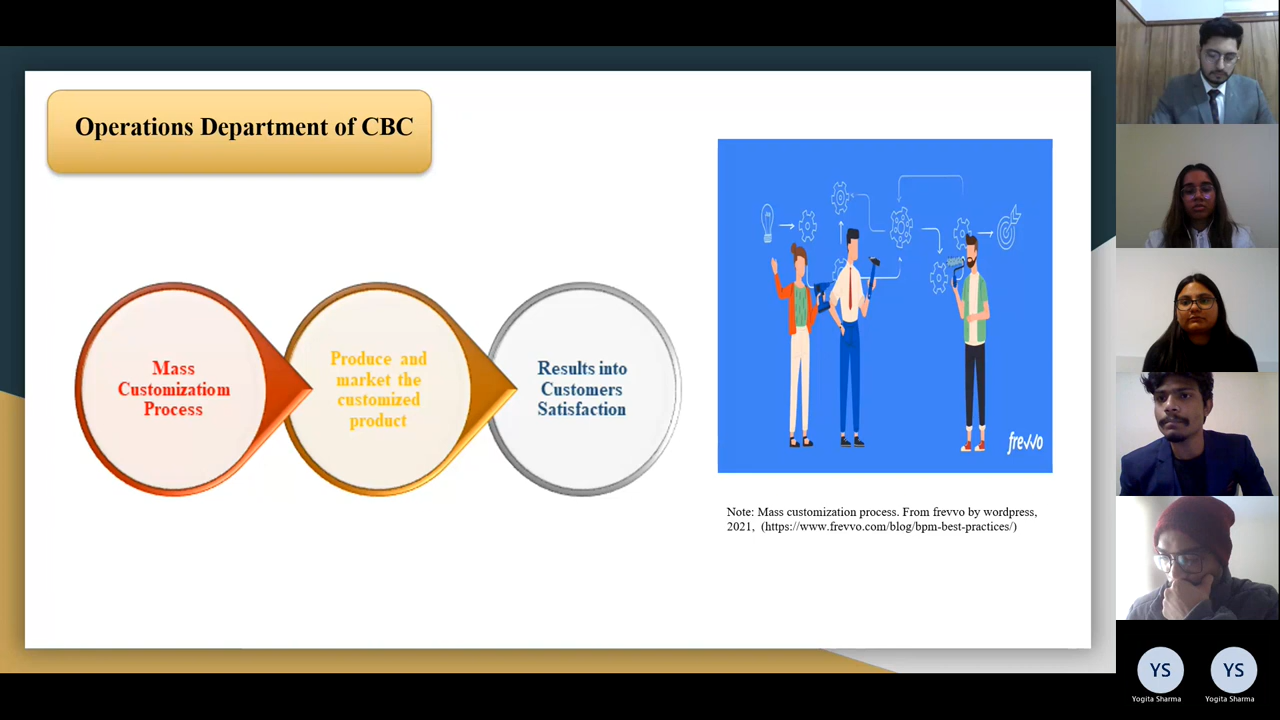 Operations Department of CBC
Mass
Customization
Process
Produce and
market the
customized
product
Results into
Customers
Satisfaction
frevvo
Note: Mass customization process. From frevvo by wordpress,
2021, (https://www.frevvo.com/blog/bpm-best-practices/)
YS
YS
Yogita Sharma
Yogita Sharma